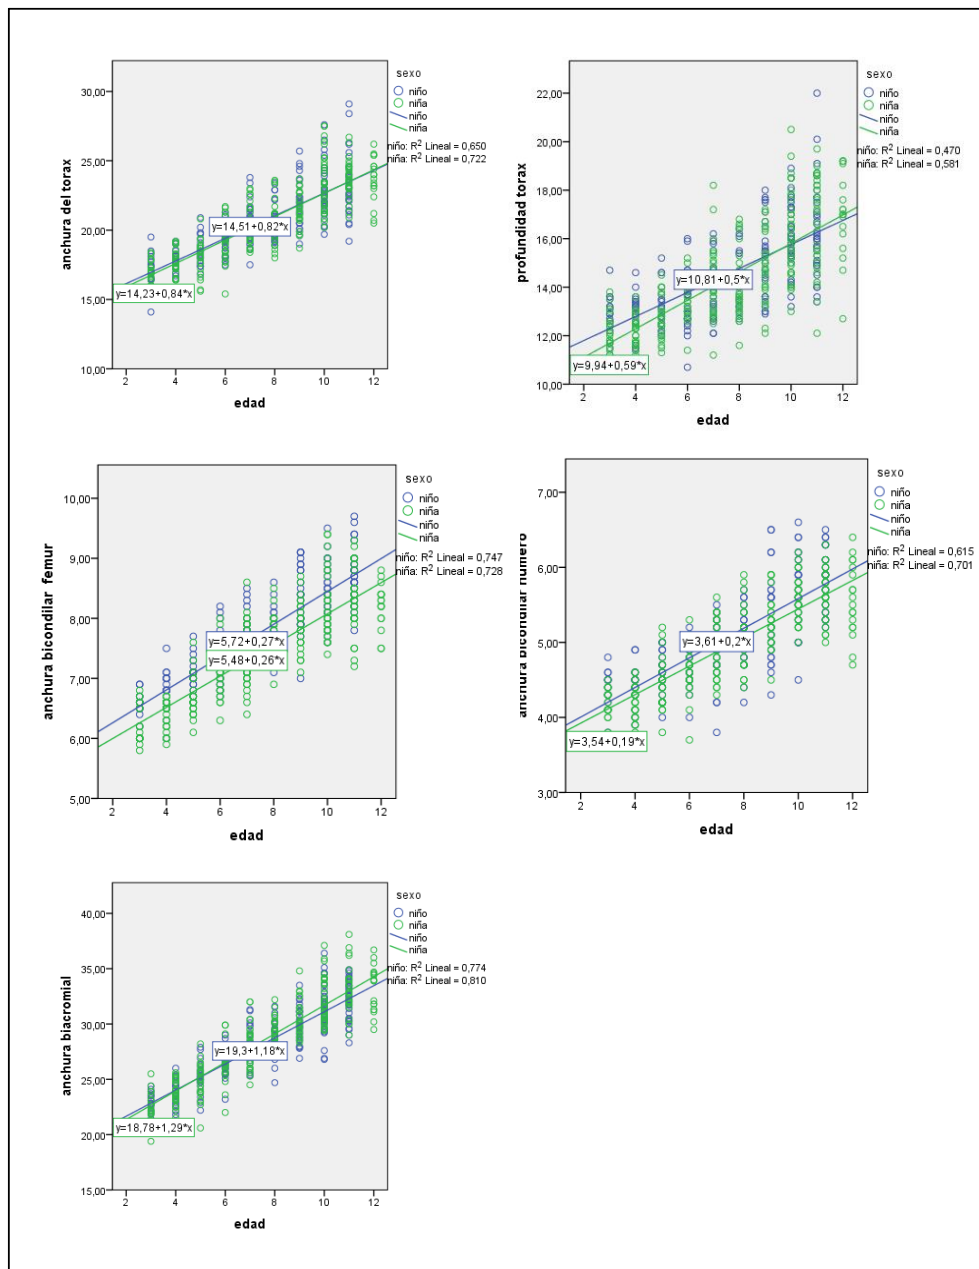 sexo
niño
niña
niño
niña
niño: R2 Lineal = 0,650
niña: R2 Lineal = 0,722
30,00
25,00
20,00
15,00
10,00
anchura del torax
y=14,51+0,82*x
y=14,23+0,84*x
2 4 6 8 10 12
edad
sexo
niño
niña
niño
niña
niño: R2 Lineal = 0,470
niña: R2 Lineal = 0,581
22,00
20,00
18,00
16,00
14,00
12,00
10,00
profundidad torax
y=10,81+0,5*x
y=9,94+0,59*x
2 4 6 8 10 12
edad
sexo
niño
niña
niño
niña
niño: R2 Lineal = 0,747
niña: R2 Lineal = 0,728
10,00
9,00
8,00
7,00
6,00
5,00
anchura bicondilar femur
y=5,72+0,27*x
y=5,48+0,26*x
2 4 6 8 10 12
edad
sexo
niño
niña
niño
niña
niño: R2 Lineal = 0,615
niña: R2 Lineal = 0,701
7,00
6,00
5,00
4,00
3,00
anchura bicondilar humero
y=3,61+0,2*x
y=3,54+0,19*x
2 4 6 8 10 12
edad
sexo
niño
niña
niño
niña
niño: R2 Lineal = 0,774
niña: R2 Lineal = 0,810
40,00
35,00
30,00
25,00
20,00
15,00
anchura biacromial
y=19,3+1,18*x
y=18,78+1,29*x
2 4 6 8 10 12
edad